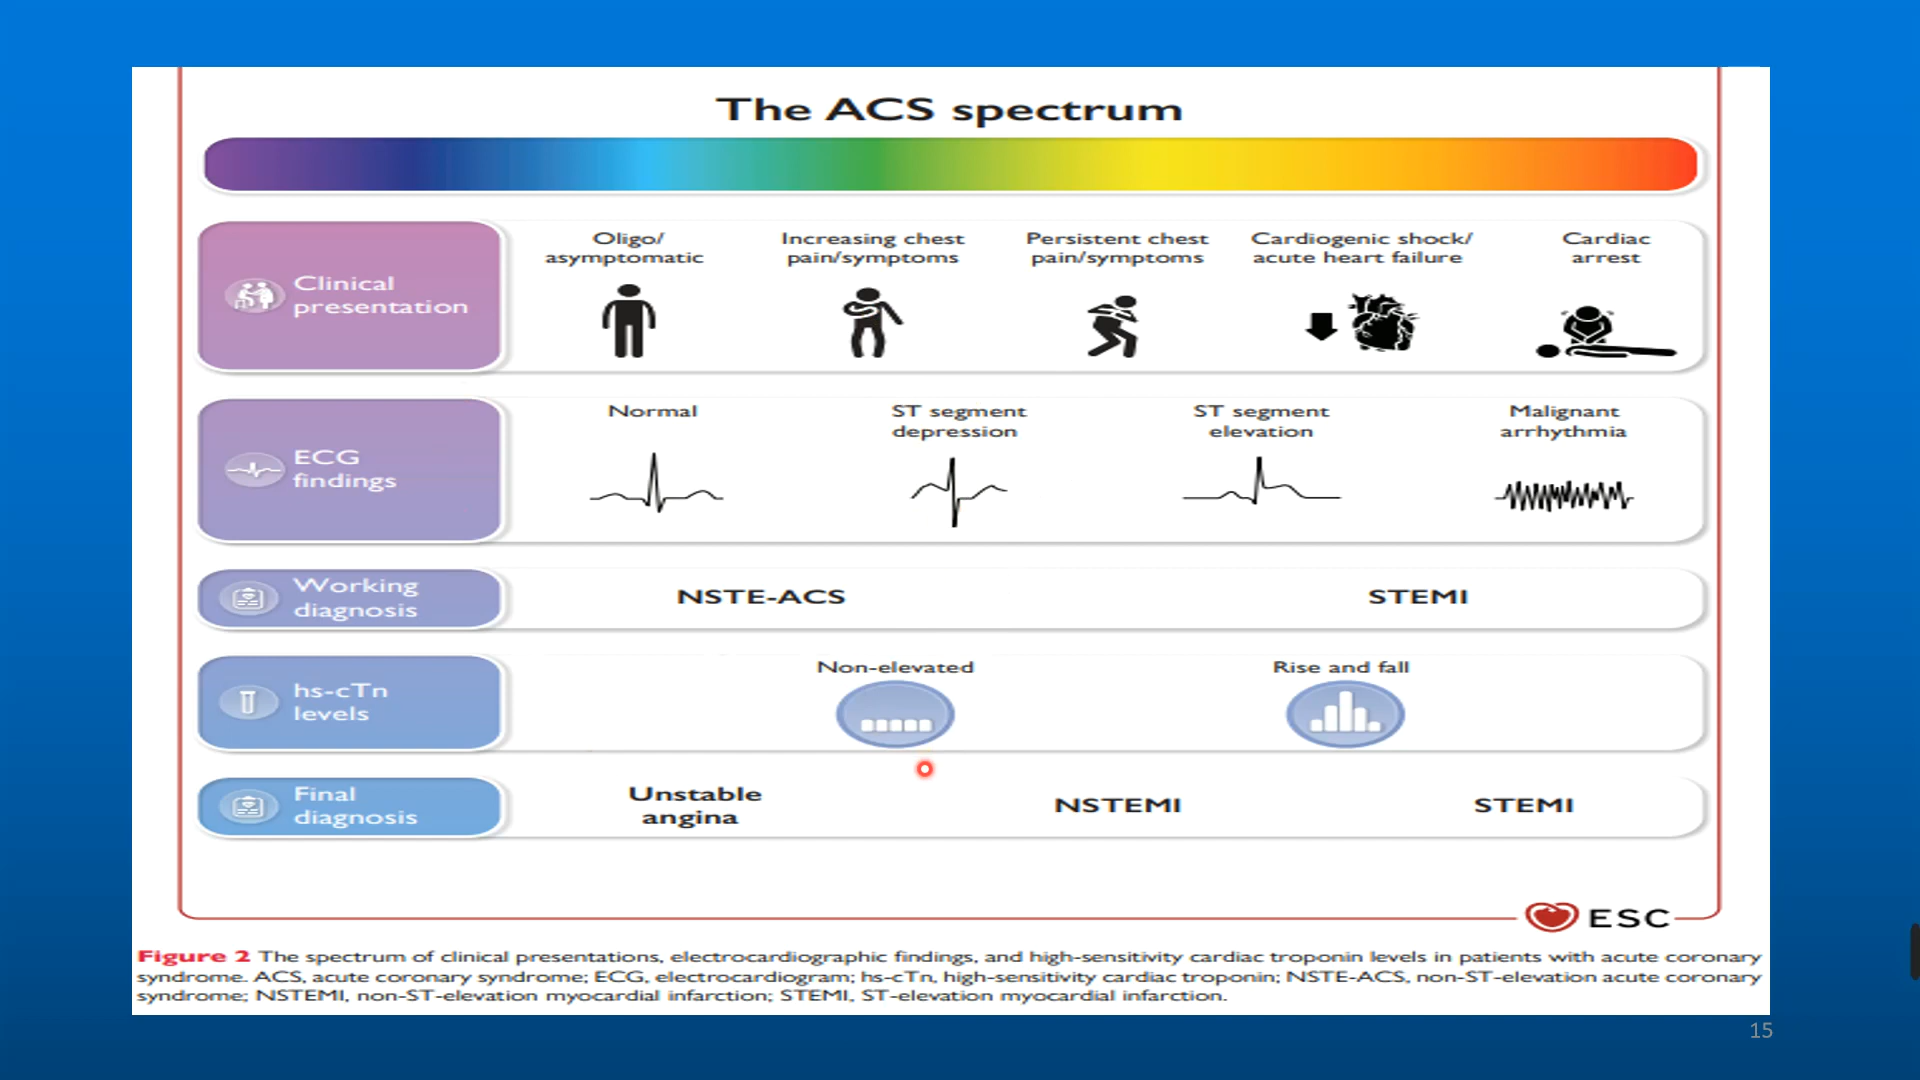 The ACS spectrum
Clinical
presentation
Oligo/
asymptomatic
Increasing chest
pain/symptoms
Persistent chest
pain/symptoms
Cardiogenic shock/
acute heart failure
Cardiac
arrest
ECG
findings
Normal
ST segment
depression
ST segment
elevation
Malignant
arrhythmia
Working
diagnosis
NSTE-ACS
STEMI
hs-cTn
levels
Non-elevated
Rise and fall
Final
diagnosis
Unstable
angina
NSTEMI
STEMI
ESC
Figure 2 The spectrum of clinical presentations, electrocardiographic findings, and high-sensitivity cardiac troponin levels in patients with acute coronary
syndrome. ACS, acute coronary syndrome; ECG, electrocardiogram; hs-cTn, high-sensitivity cardiac troponin; NSTE-ACS, non-ST-elevation acute coronary
syndrome; NSTEMI, non-ST-elevation myocardial infarction; STEMI, ST-elevation myocardial infarction.
15